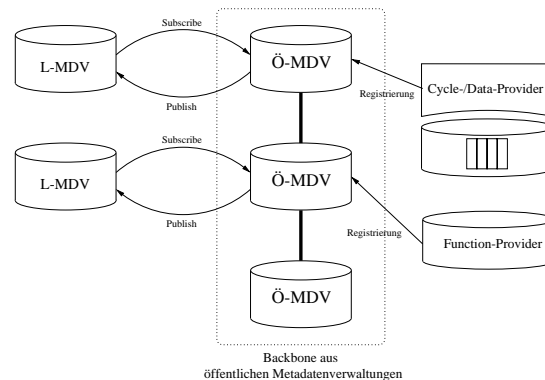 Subscribe
L-MDV
Ö-MDV
Publish
Registrierung
Cycle-/Data-Provider
Subscribe
L-MDV
Ö-MDV
Publish
Registrierung
Function-Provider
Ö-MDV
Backbone aus
öffentlichen Metadatenverwaltungen